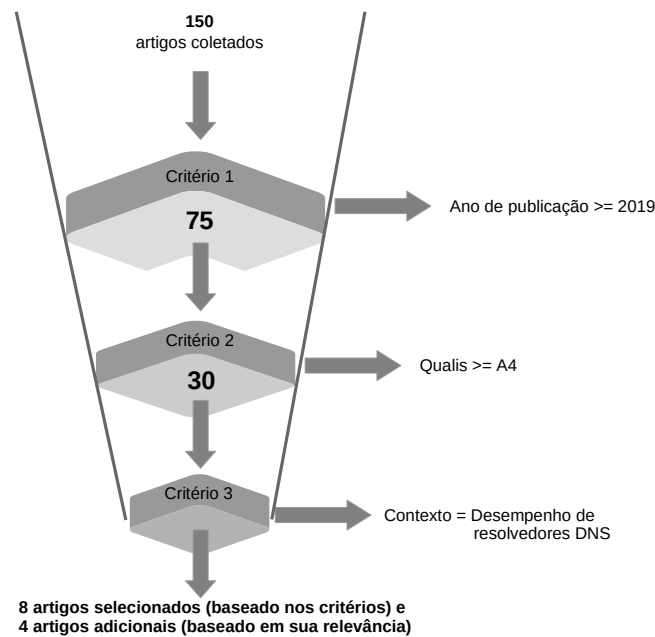 150
artigos coletados
Critério 1
75
Ano de publicação >= 2019
Critério 2
30
Qualis >= A4
Critério 3
Contexto = Desempenho de
resolvedores DNS
8 artigos selecionados (baseado nos critérios) e
4 artigos adicionais (baseado em sua relevância)